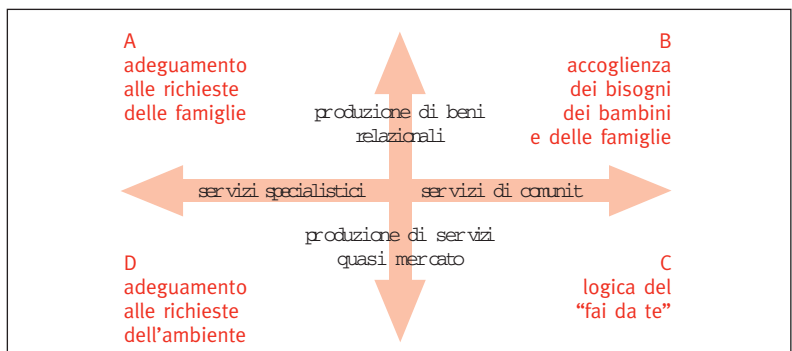 A
adeguamento
alle richieste
delle famiglie
B
accoglienza
dei bisogni
dei bambini
e delle famiglie
produzione di beni
relazionali
servizi specialistici
servizi di comunit
produzione di servizi
quasi mercato
D
adeguamento
alle richieste
dell’ambiente
C
logica del
“fai da te”